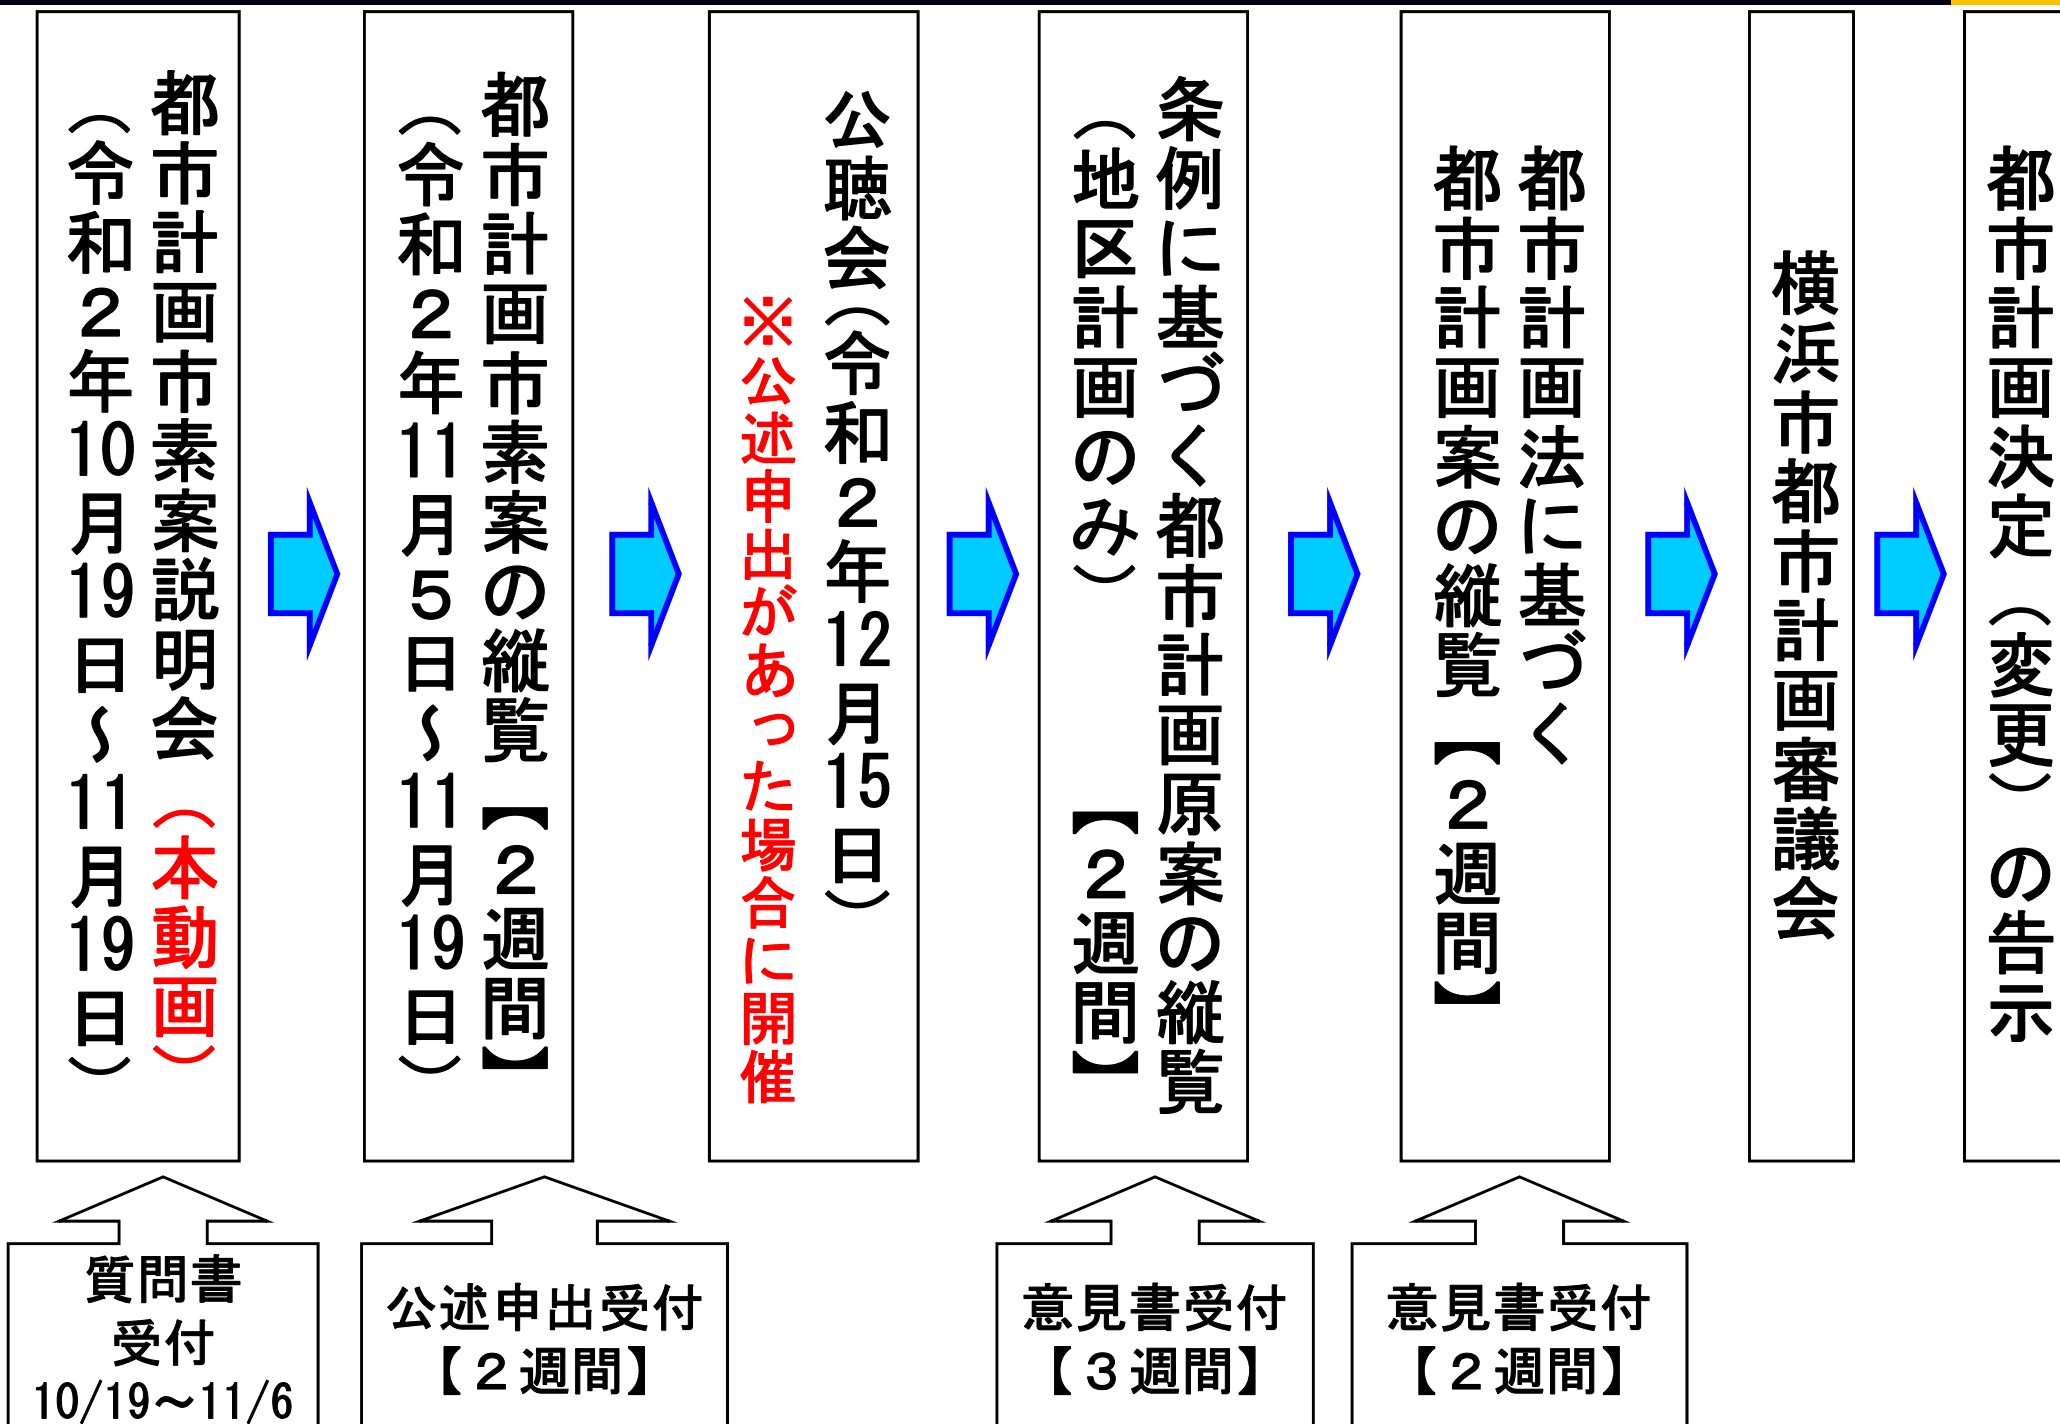 都市計画市素案説明会（本動画）
（令和２年10月19日～11月19日）
都市計画市素案の縦覧【２週間】
（令和２年11月５日～11月19日）
公聴会（令和２年12月15日）
※公述申出があった場合に開催
条例に基づく都市計画原案の縦覧
（地区計画のみ）　【２週間】
都市計画法に基づく
都市計画案の縦覧【２週間】
横浜市都市計画審議会
都市計画決定（変更）の告示
質問書
受付
10/19～11/6
公述申出受付
【２週間】
意見書受付
【３週間】
意見書受付
【２週間】